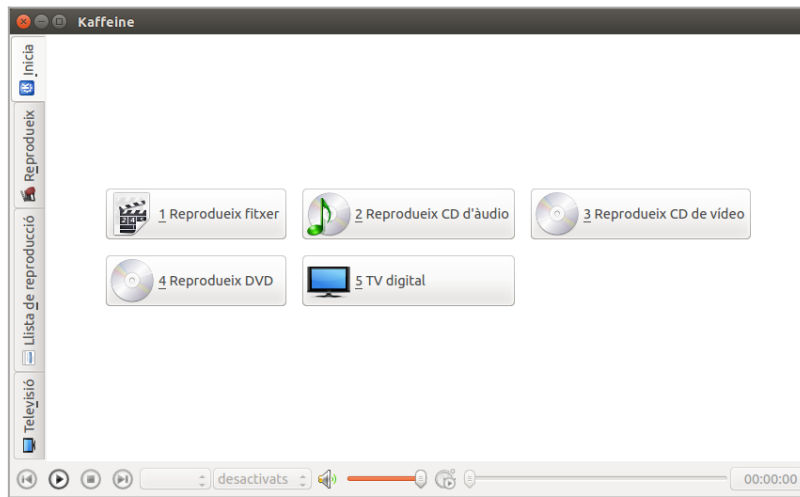 Kaffeine
Inicia
Reprodueix
Llista de reproducció
Televisió
1 Reprodueix fitxer
2 Reprodueix CD d'àudio
3 Reprodueix CD de vídeo
4 Reprodueix DVD
5 TV digital
desactivats
00:00:00